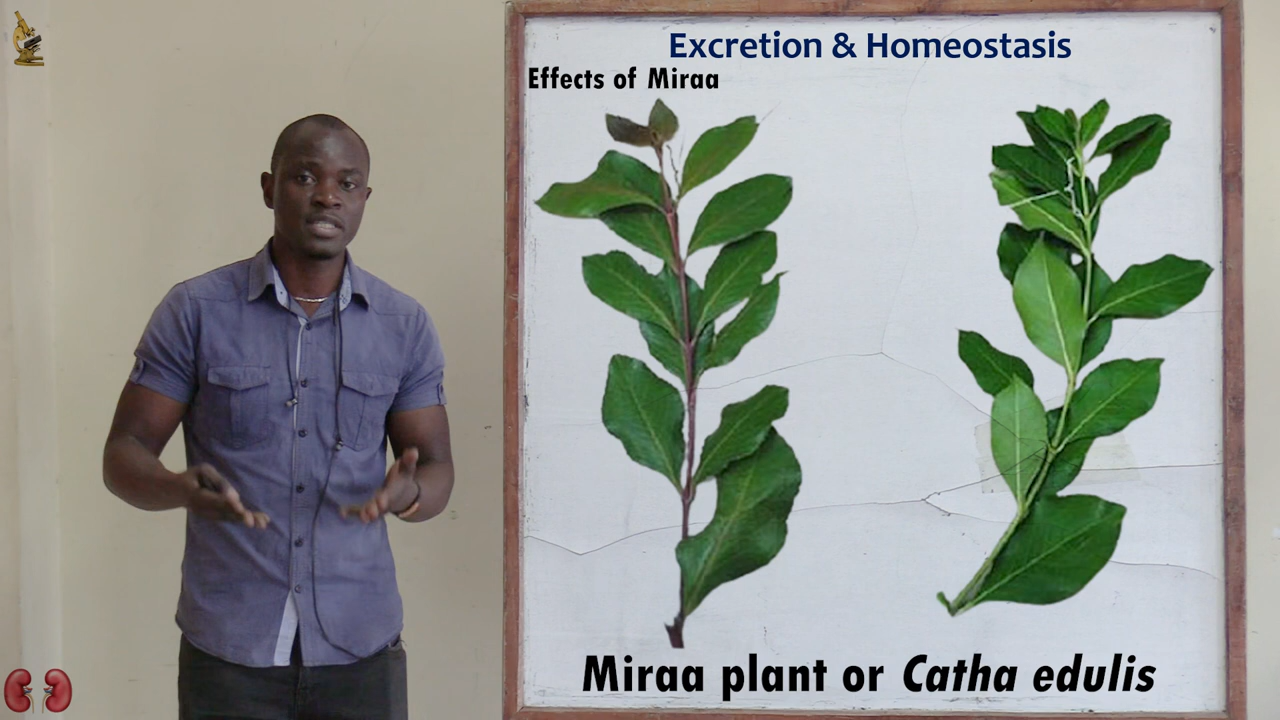 Excretion & Homeostasis
Effects of Miraa
Miraa plant or Catha edulis